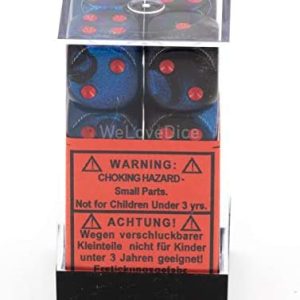 WeLoveDice
WARNING:
CHOKING HAZARD -
Small Parts.
Not for Children Under 3 yrs.
ACHTUNG!
Wegen verschluckbarer
Kleinteile nicht für Kinder
unter 3 Jahren geeignet!
Erstickungsgefahr